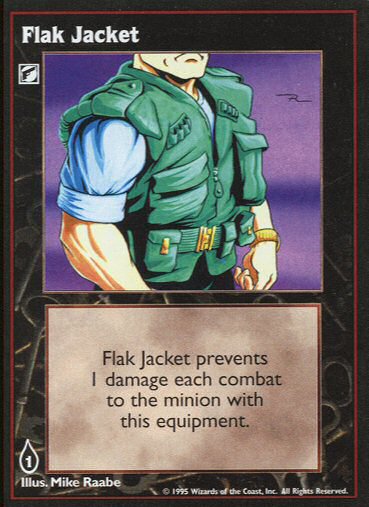 Flak Jacket
Flak Jacket prevents
1 damage each combat
to the minion with
this equipment.
1
Illus. Mike Raabe
© 1995 Wizards of the Coast, Inc. All Rights Reserved.